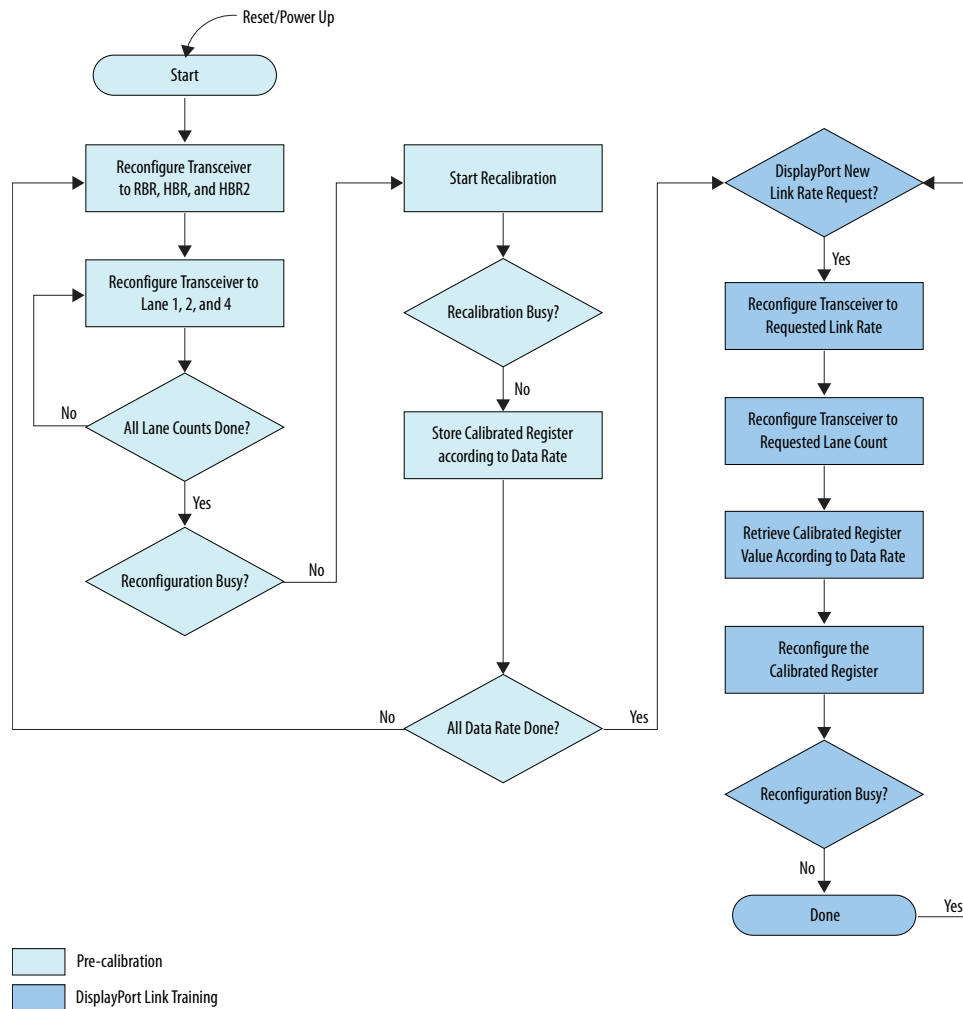 Reset/Power Up
Start
Reconfigure Transceiver
to RBR, HBR, and HBR2
Reconfigure Transceiver to
Lane 1, 2, and 4
All Lane Counts Done?
No
Yes
Reconfiguration Busy?
No
Start Recalibration
Recalibration Busy?
No
Store Calibrated Register
according to Data Rate
All Data Rate Done?
No
Yes
DisplayPort New
Link Rate Request?
Yes
Reconfigure Transceiver to
Requested Link Rate
Reconfigure Transceiver to
Requested Lane Count
Retrieve Calibrated Register
Value According to Data Rate
Reconfigure the
Calibrated Register
Reconfiguration Busy?
No
Done
Yes
Pre-calibration
DisplayPort Link Training